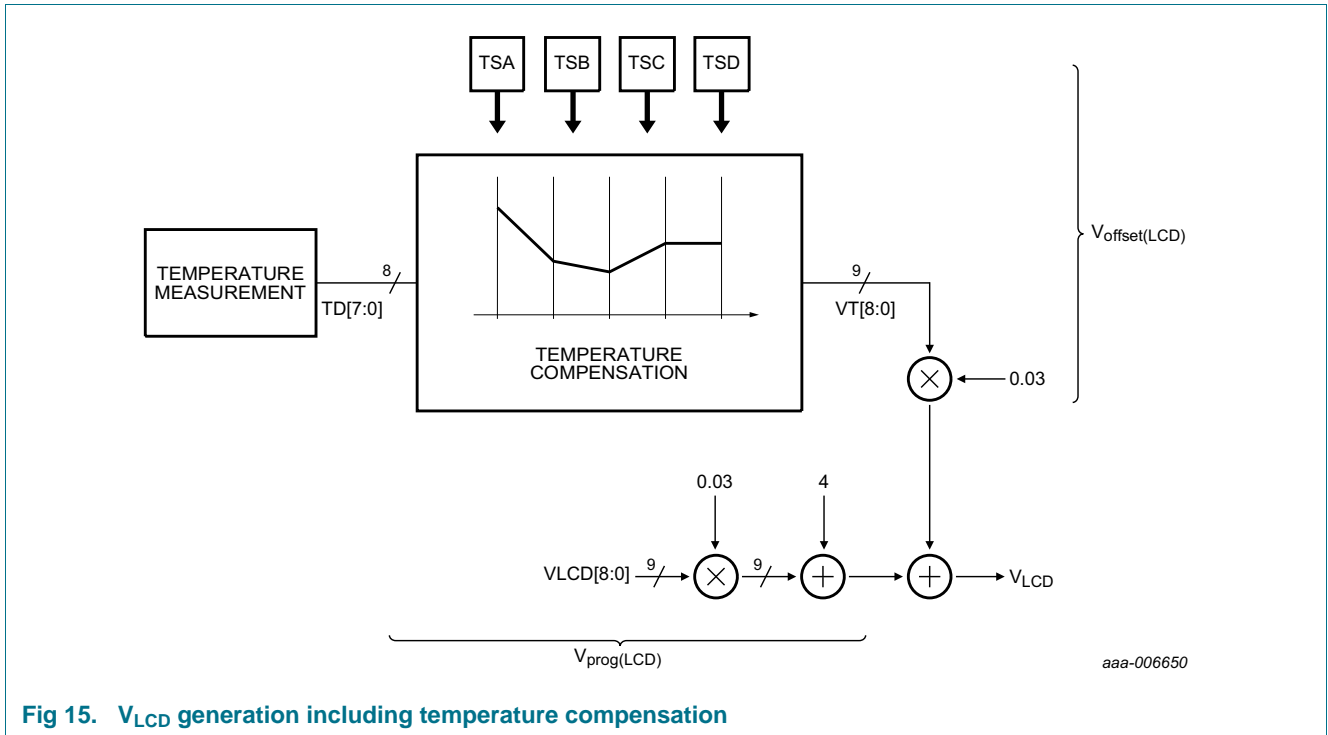 TSA TSB TSC TSD
Voffset(LCD)
TEMPERATURE
MEASUREMENT
8
TD[7:0]
9
VT[8:0]
TEMPERATURE
COMPENSATION
× 0.03
0.03 4
VLCD[8:0] 9 × 9 + + VLCD
Vprog(LCD)
aaa-006650
Fig 15. VLCD generation including temperature compensation